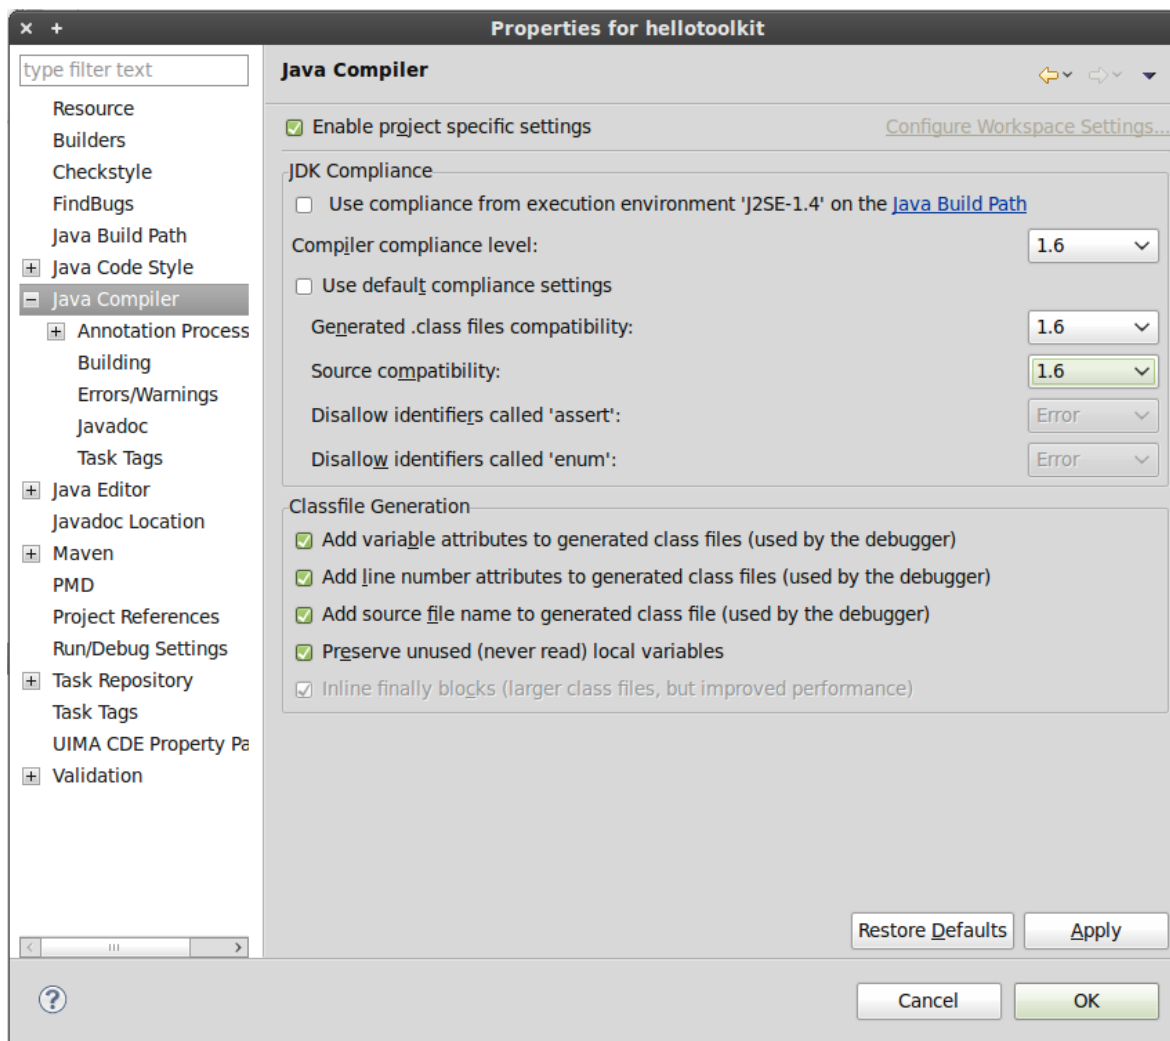 Properties for hellotoolkit
type filter text
Resource
Builders
Checkstyle
FindBugs
Java Build Path
Java Code Style
Java Compiler
Annotation Process
Building
Errors/Warnings
Javadoc
Task Tags
Java Editor
Javadoc Location
Maven
PMD
Project References
Run/Debug Settings
Task Repository
Task Tags
UIMA CDE Property Pa
Validation
Java Compiler
Enable project specific settings Configure Workspace Settings...
JDK Compliance
Use compliance from execution environment 'J2SE-1.4' on the Java Build Path
Compiler compliance level: 1.6
Use default compliance settings
Generated .class files compatibility: 1.6
Source compatibility: 1.6
Disallow identifiers called 'assert': Error
Disallow identifiers called 'enum': Error
Classfile Generation
Add variable attributes to generated class files (used by the debugger)
Add line number attributes to generated class files (used by the debugger)
Add source file name to generated class file (used by the debugger)
Preserve unused (never read) local variables
Inline finally blocks (larger class files, but improved performance)
Restore Defaults Apply
? Cancel OK